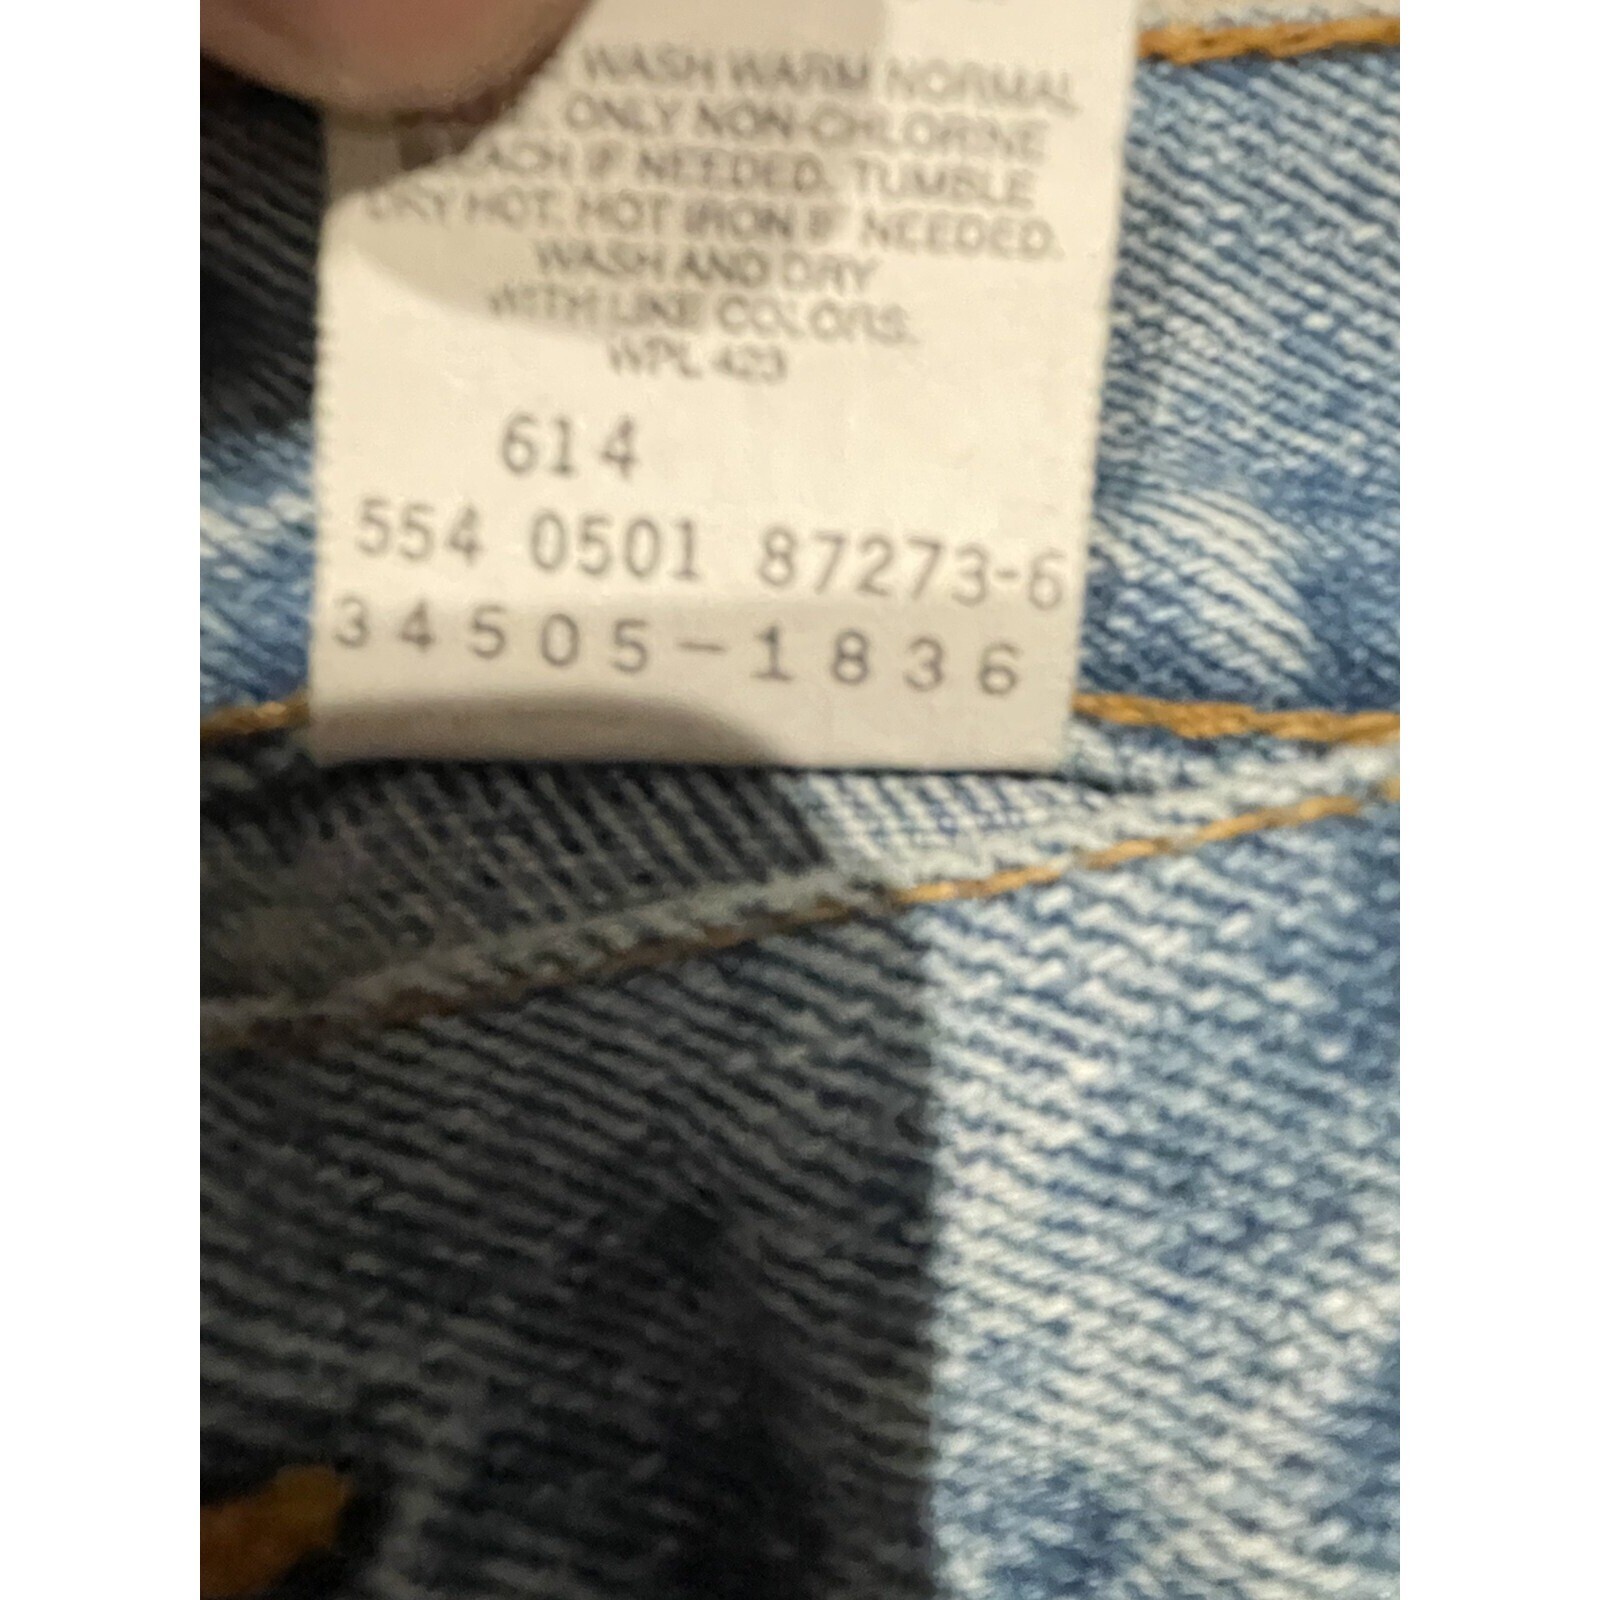 WASH WARM NORMAL
ONLY NON-CHLORINE
EACH IF NEEDED. TUMBLE
DRY HOT. HOT IRON IF NEEDED.
WASH AND DRY
WITH LIKE COLORS.
WPL 423
614
554 0501 87273-6
34505-1836